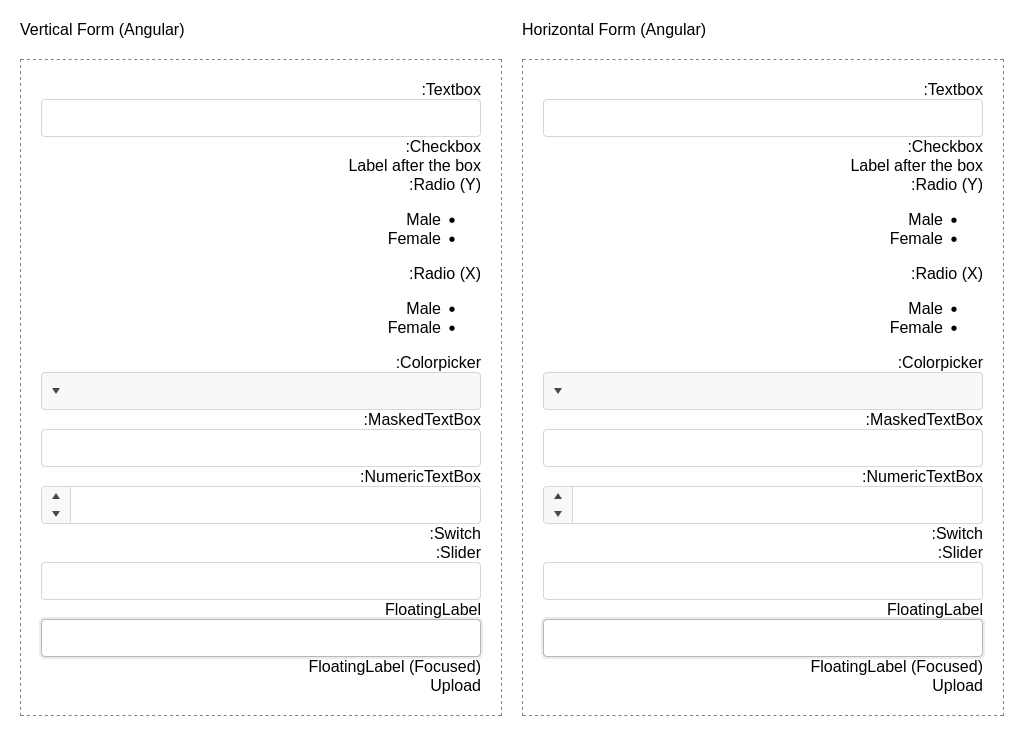 Vertical Form (Angular)
:Textbox
:Checkbox
Label after the box
:Radio (Y)
Male
Female
:Radio (X)
Male
Female
:Colorpicker
:MaskedTextBox
:NumericTextBox
:Switch
:Slider
FloatingLabel
FloatingLabel (Focused)
Upload
Horizontal Form (Angular)
:Textbox
:Checkbox
Label after the box
:Radio (Y)
Male
Female
:Radio (X)
Male
Female
:Colorpicker
:MaskedTextBox
:NumericTextBox
:Switch
:Slider
FloatingLabel
FloatingLabel (Focused)
Upload